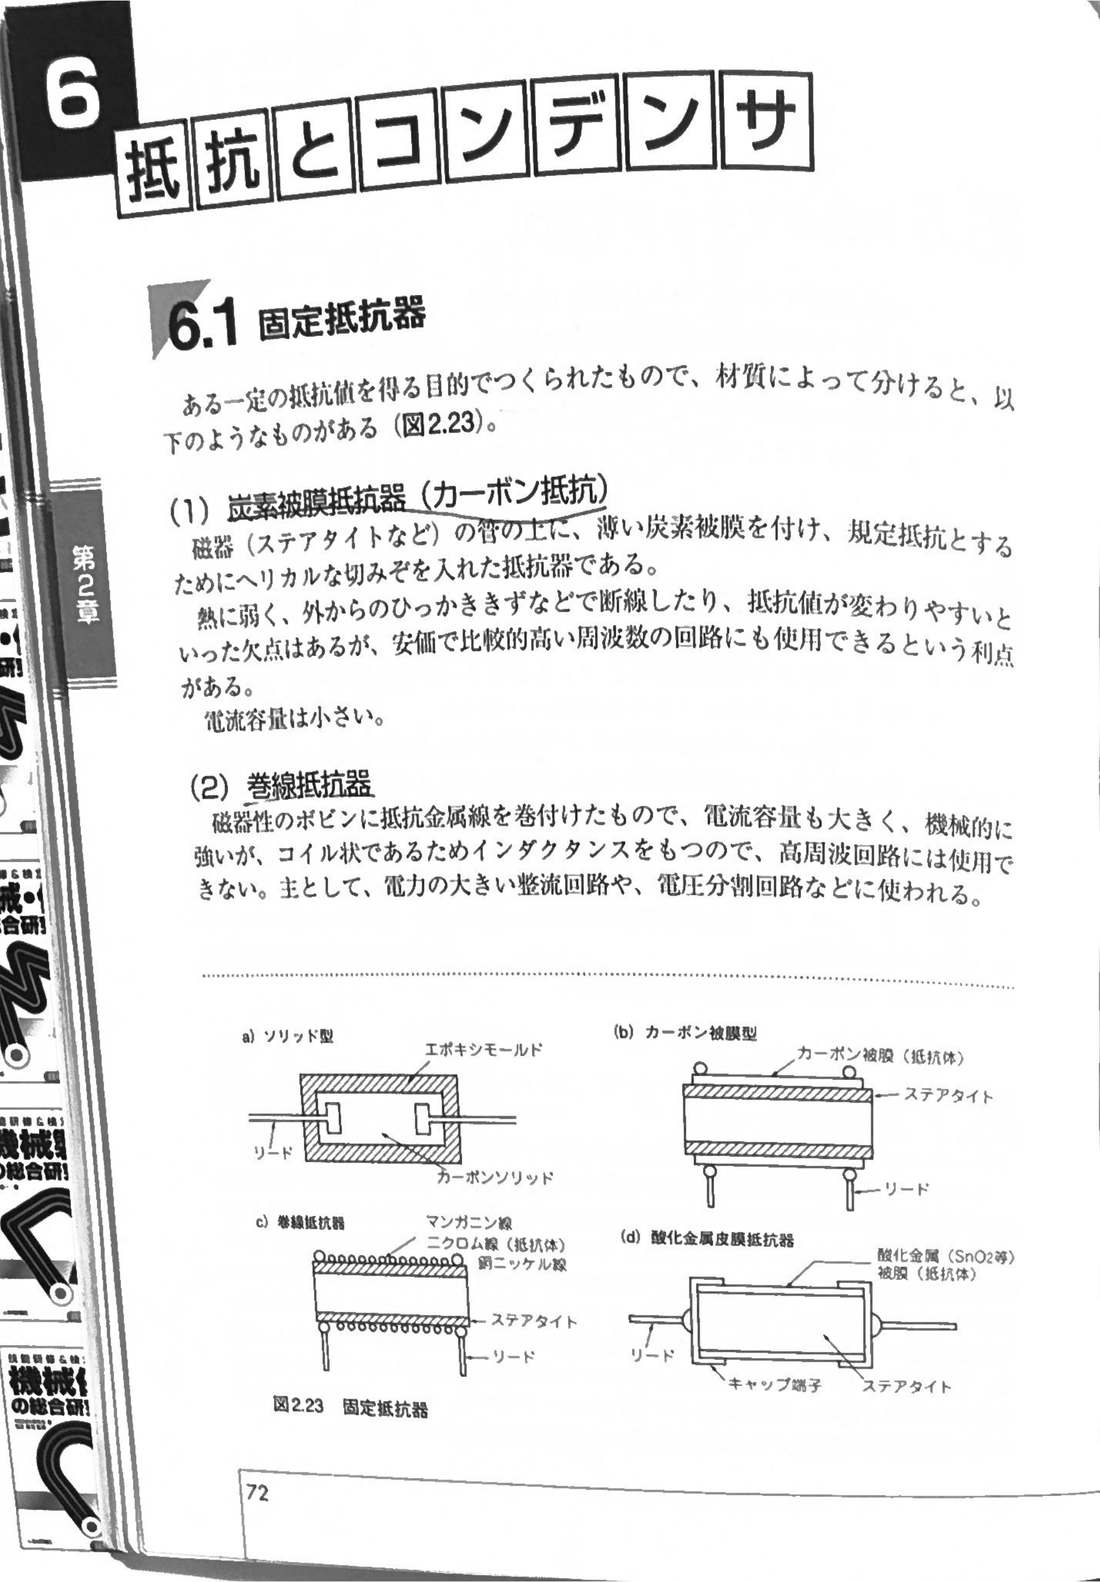 6
抵抗とコンデンサ
6.1 固定抵抗器
ある一定の抵抗値を得る目的でつくられたもので、材質によって分けると、以
下のようなものがある（図2.23）。
(1) 炭素被膜抵抗器（カーボン抵抗）
磁器（ステアタイトなど）の管の上に、薄い炭素被膜を付け、規定抵抗とする
ためにヘリカルな切みぞを入れた抵抗器である。
熱に弱く、外からのひっかききずなどで断線したり、抵抗値が変わりやすいと
いった欠点はあるが、安価で比較的高い周波数の回路にも使用できるという利点
がある。
電流容量は小さい。
第2章
(2) 巻線抵抗器
磁器性のボビンに抵抗金属線を巻付けたもので、電流容量も大きく、機械的に
強いが、コイル状であるためインダクタンスをもつので、高周波回路には使用で
きない。主として、電力の大きい整流回路や、電圧分割回路などに使われる。
a) ソリッド型
エポキシモールド
リード
カーボンソリッド
(b) カーボン被膜型
カーボン被膜（抵抗体）
ステアタイト
リード
c) 巻線抵抗器
マンガニン線
ニクロム線（抵抗体）
銅ニッケル線
ステアタイト
リード
(d) 酸化金属皮膜抵抗器
酸化金属（SnO2等）
被膜（抵抗体）
リード
キャップ端子
ステアタイト
図2.23 固定抵抗器
72